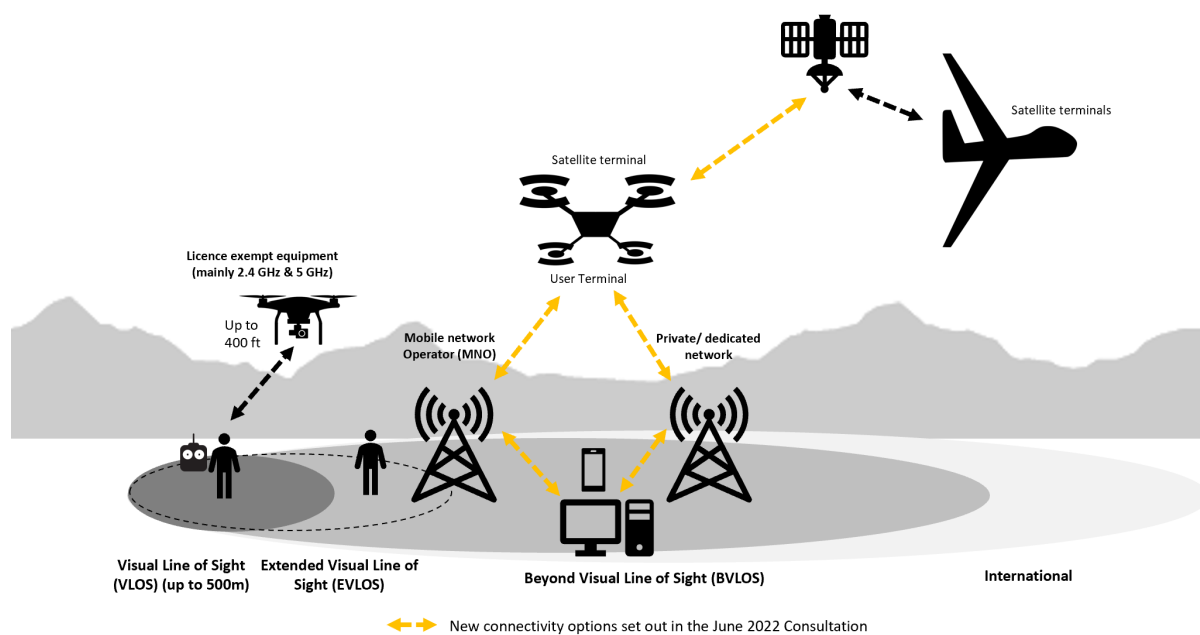 Satellite terminals
Satellite terminal
User Terminal
Licence exempt equipment
(mainly 2.4 GHz & 5 GHz)
Up to
400 ft
Mobile network
Operator (MNO)
Private/ dedicated
network
Visual Line of Sight
(VLOS) (up to 500m)
Extended Visual Line of
Sight (EVLOS)
Beyond Visual Line of Sight (BVLOS)
International
New connectivity options set out in the June 2022 Consultation